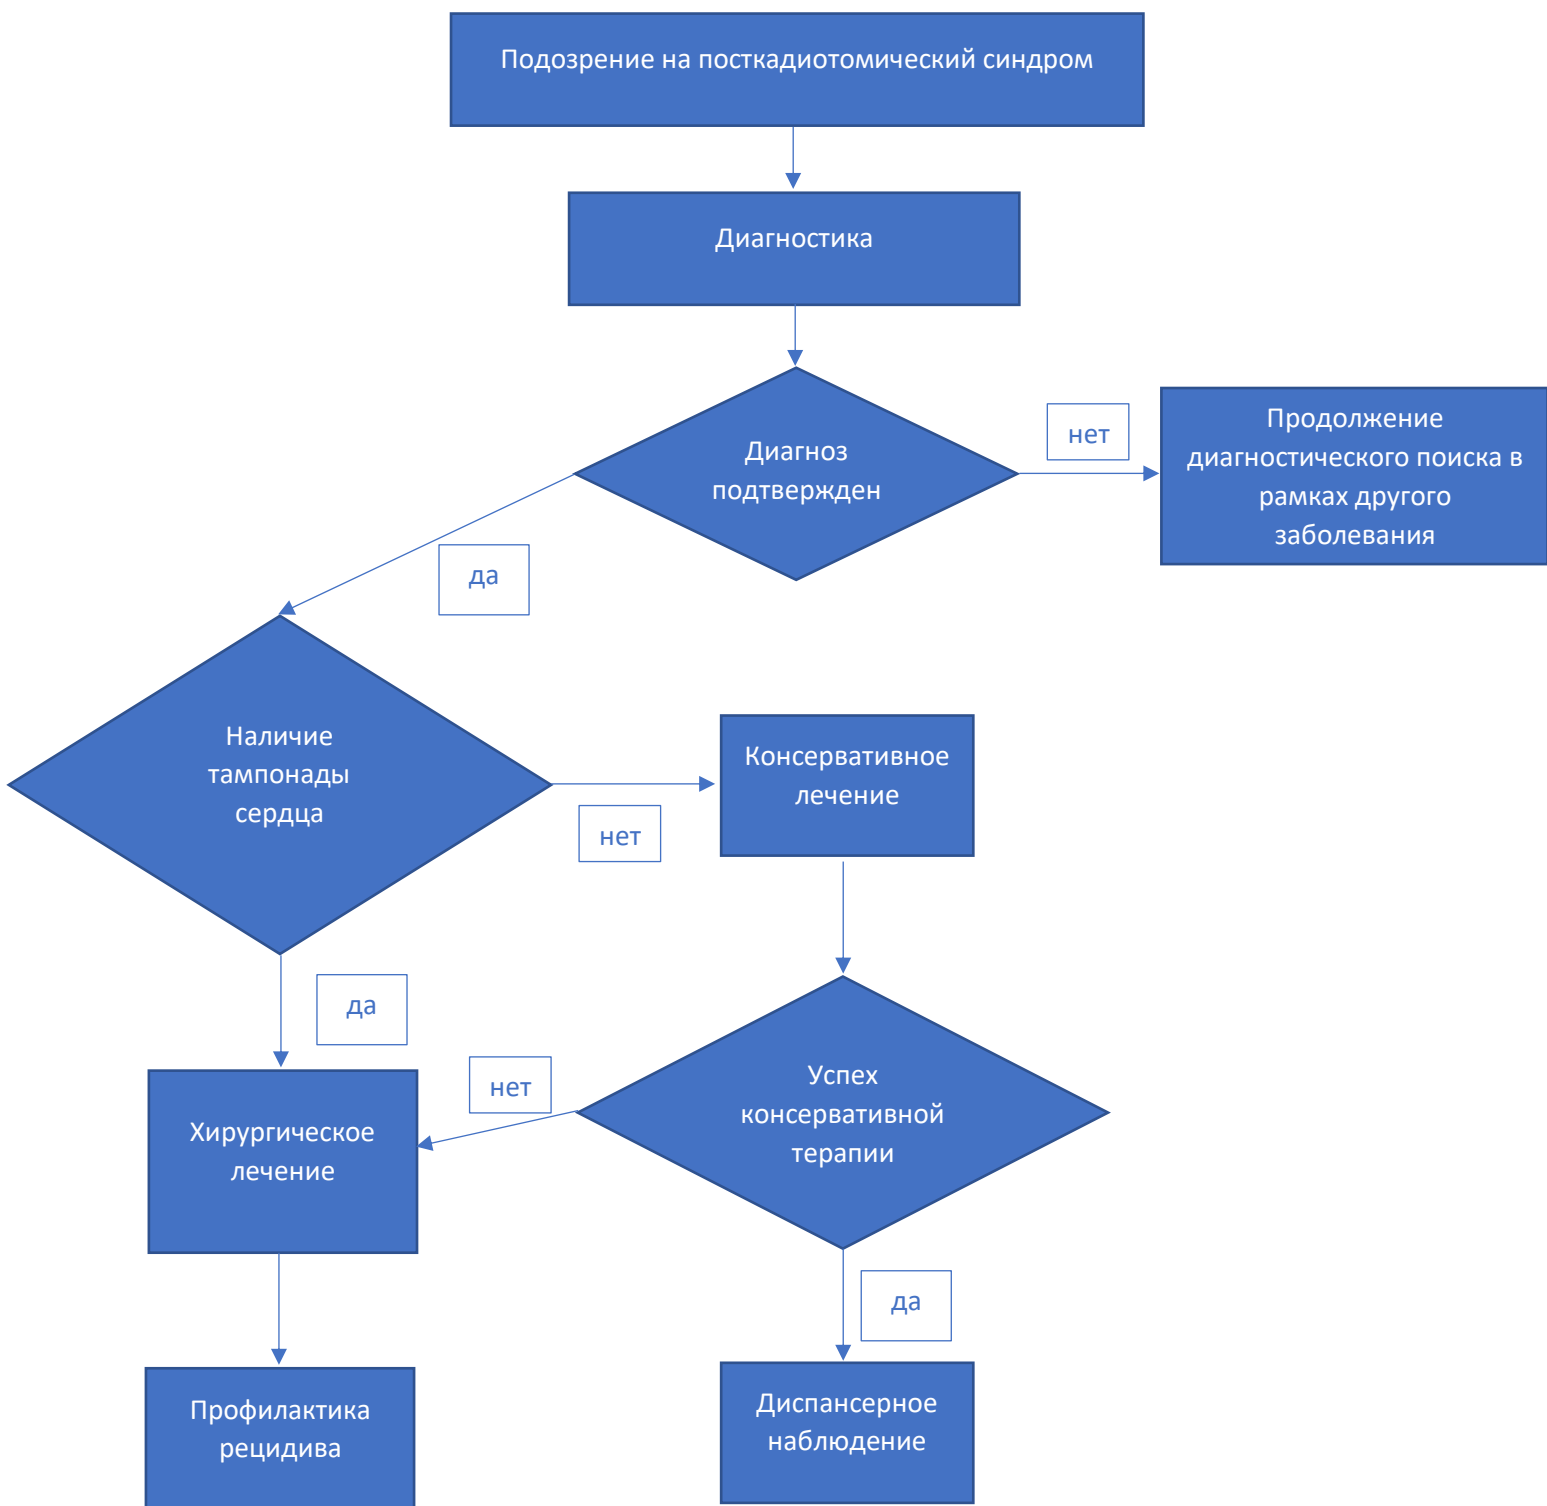 Подозрение на посткадиотомический синдром
Диагностика
Диагноз
подтвержден
нет
Продолжение
диагностического поиска в
рамках другого
заболевания
да
Наличие
тампонады
сердца
нет
Консервативное
лечение
да
Хирургическое
лечение
нет
Успех
консервативной
терапии
да
Профилактика
рецидива
Диспансерное
наблюдение